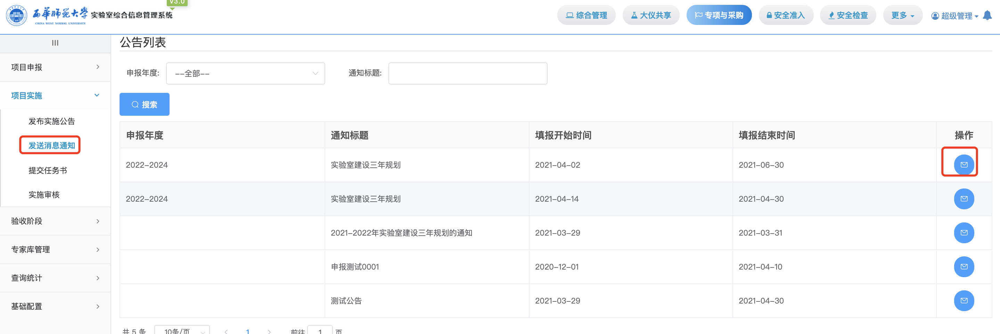 V3.0
西华师范大学 实验室综合信息管理系统
CHINA WEST NORMAL UNIVERSITY
综合管理
大仪共享
专项与采购
安全准入
安全检查
更多
超级管理
项目申报
项目实施
发布实施公告
发送消息通知
提交任务书
实施审核
验收阶段
专家库管理
查询统计
基础配置
公告列表
申报年度: --全部-- 通知标题:
搜索
申报年度 通知标题 填报开始时间 填报结束时间 操作
2022-2024 实验室建设三年规划 2021-04-02 2021-06-30
2022-2024 实验室建设三年规划 2021-04-14 2021-04-30
2021-2022年实验室建设三年规划的通知 2021-03-29 2021-03-31
申报测试0001 2020-12-01 2021-04-10
测试公告 2021-03-29 2021-04-30
共 5 条 10条/页 1 前往 1 页